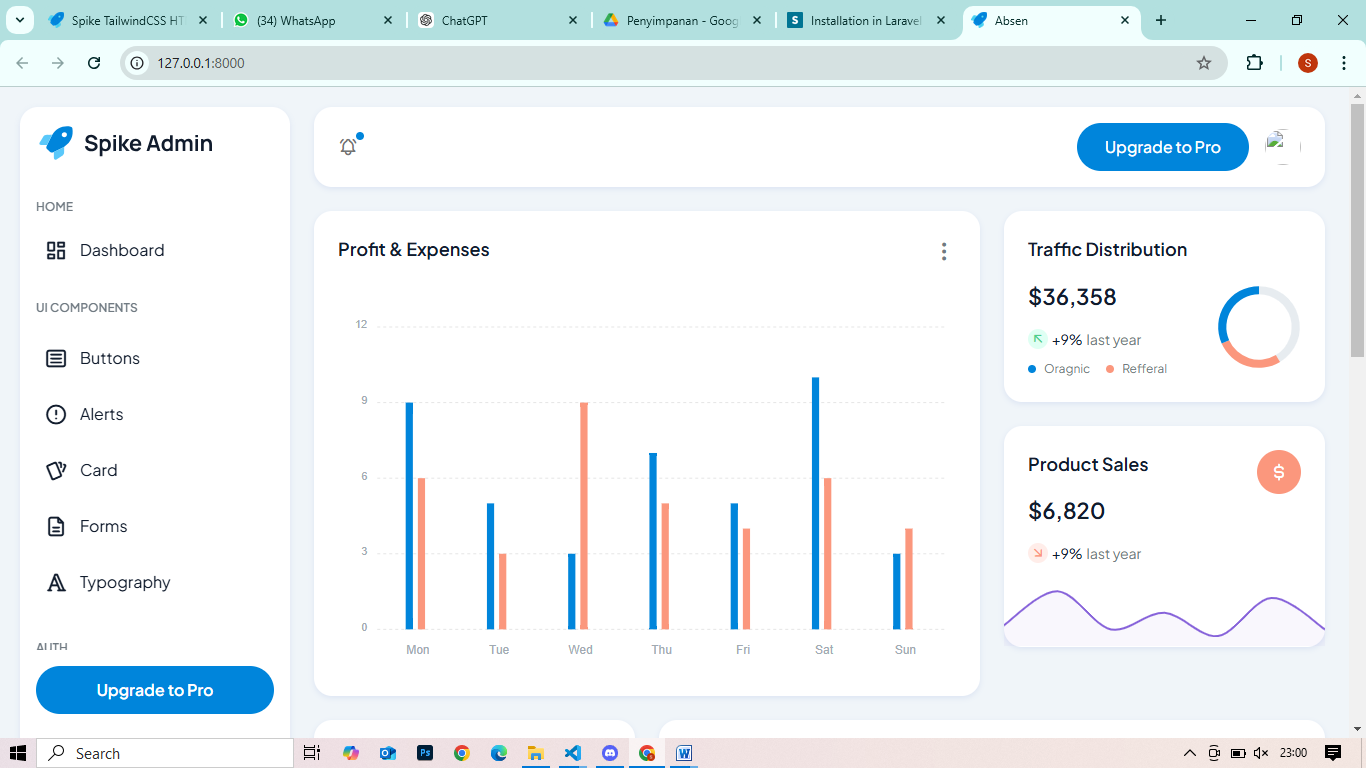 Spike TailwindCSS HT
(34) WhatsApp
ChatGPT
Penyimpanan - Goog
S
Installation in Laravel
Absen
127.0.0.1:8000
S
Spike Admin
HOME
Dashboard
UI COMPONENTS
Buttons
Alerts
Card
Forms
Typography
AUTH
Upgrade to Pro
Upgrade to Pro
Profit & Expenses
12
9
6
3
0
Mon Tue Wed Thu Fri Sat Sun
Traffic Distribution
$36,358
+9% last year
Oragnic Refferal
Product Sales
$
$6,820
+9% last year
Search
Ps
W
23:00